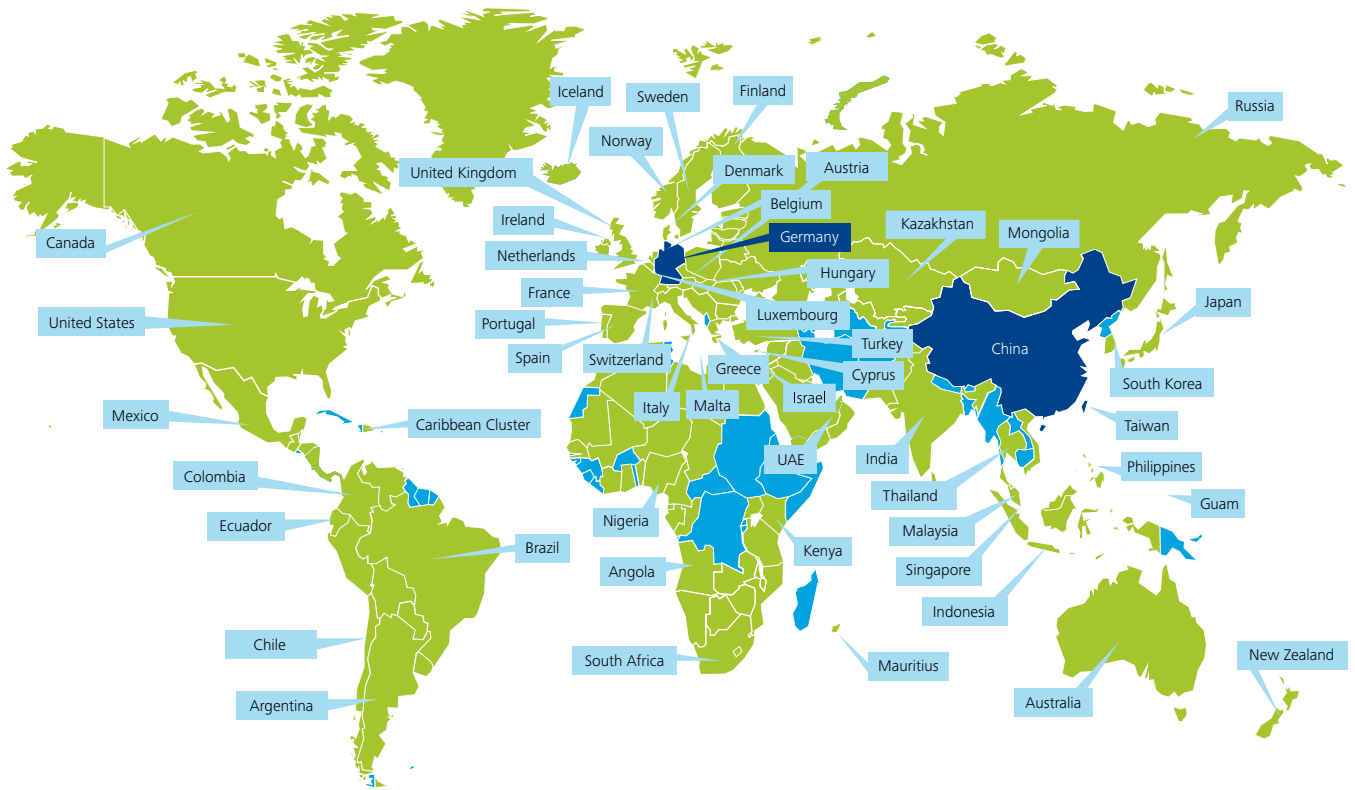 Iceland
Sweden
Finland
Russia
Norway
United Kingdom
Denmark
Austria
Belgium
Ireland
Kazakhstan
Mongolia
Germany
Canada
Netherlands
Hungary
France
Japan
Luxembourg
United States
Portugal
Turkey
China
Spain
Switzerland
Greece
Cyprus
South Korea
Israel
Italy
Malta
Mexico
Caribbean Cluster
Taiwan
UAE
India
Philippines
Colombia
Thailand
Guam
Nigeria
Ecuador
Malaysia
Brazil
Kenya
Angola
Singapore
Indonesia
Chile
South Africa
Mauritius
New Zealand
Argentina
Australia